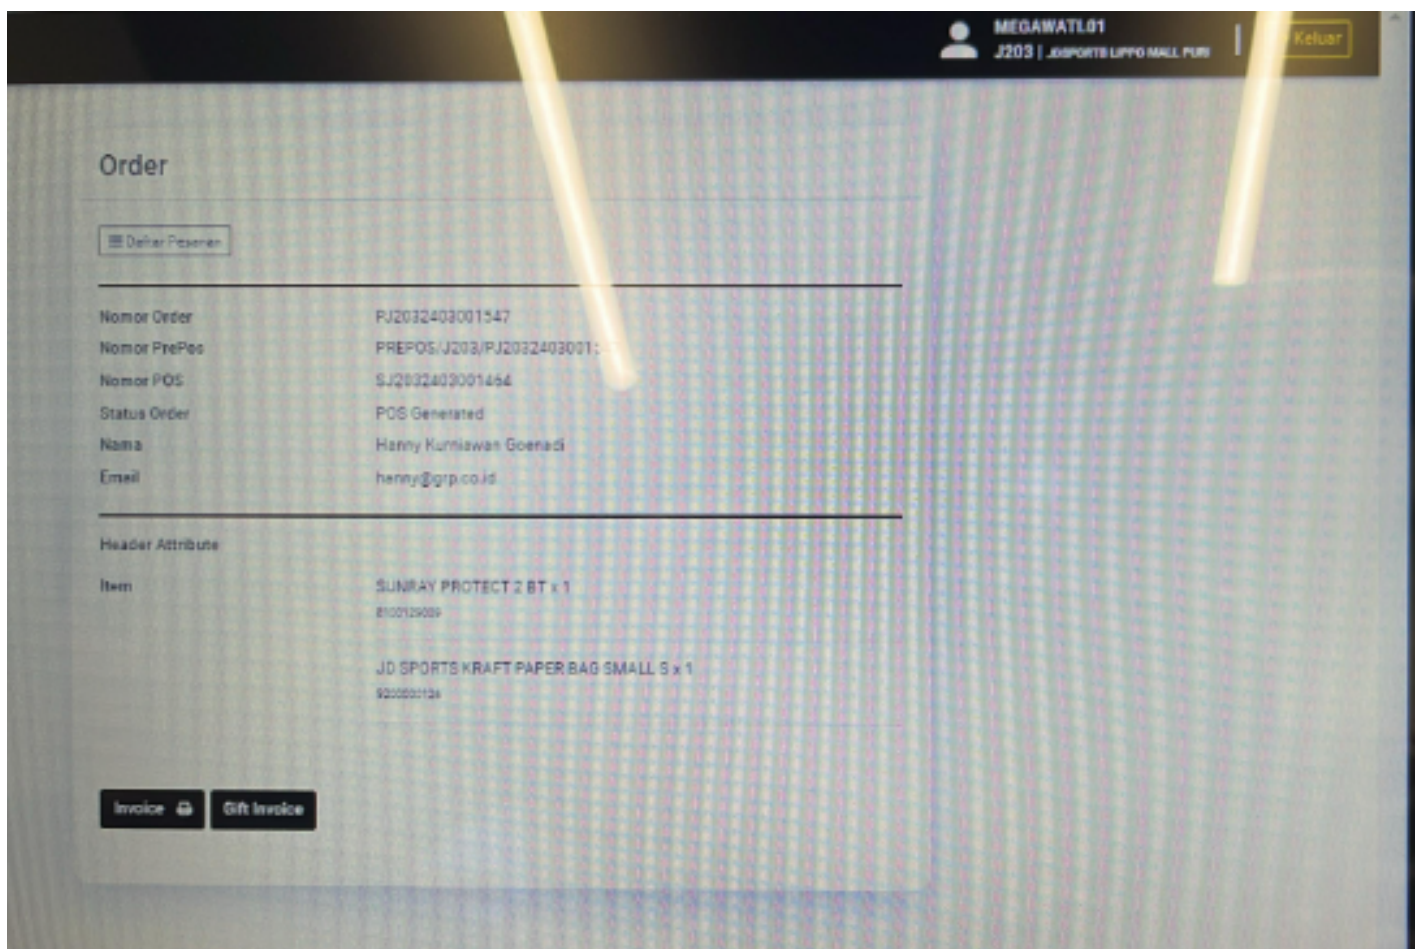 MEGAWATI.01
J203 | JDSPORTS LIPPO MALL PURI
Keluar
Order
Daftar Pesanan
Nomor Order PJ2032403001547
Nomor PrePos PREPOS/J203/PJ2032403001
Nomor POS SJ2032403001464
Status Order POS Generated
Nama Hanny Kurniawan Goenadi
Email hanny@grp.co.id
Header Attribute
Item SUNRAY PROTECT 2 BT x 1
JD SPORTS KRAFT PAPER BAG SMALL S x 1
Invoice
Gift Invoice